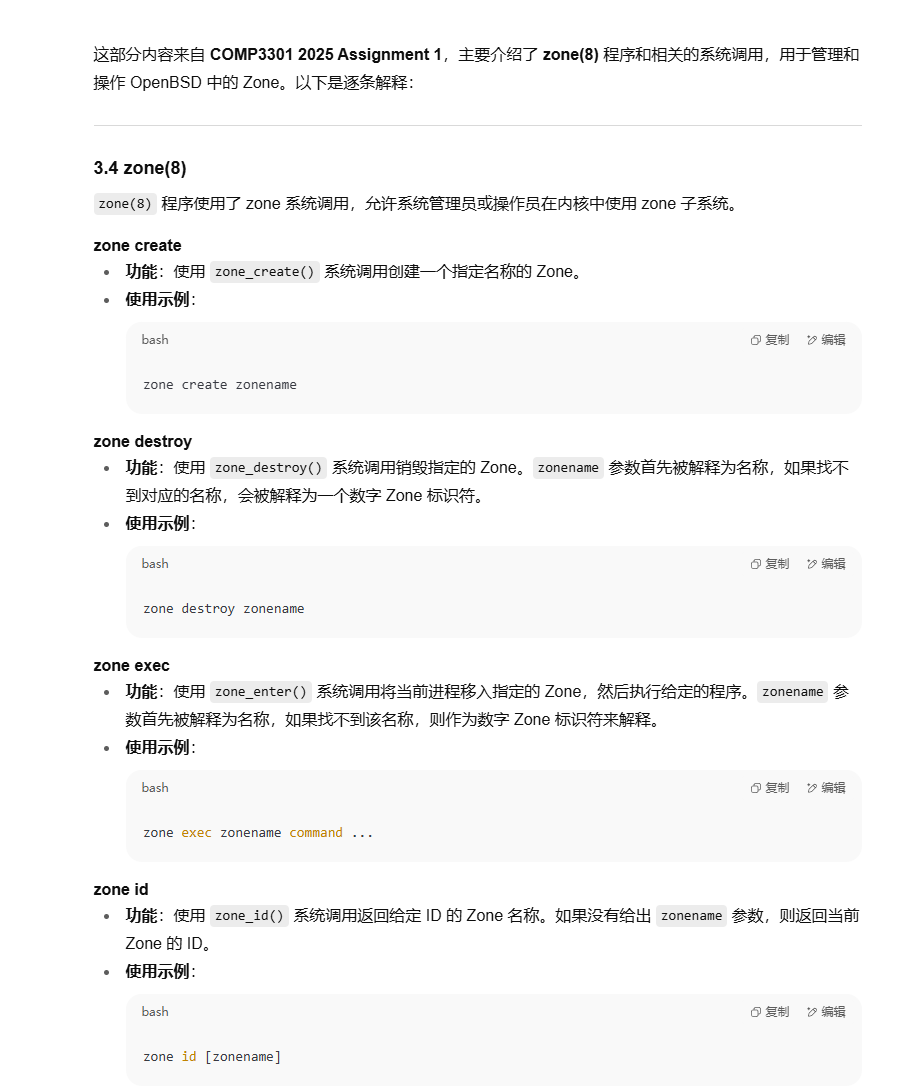 这部分内容来自 COMP3301 2025 Assignment 1，主要介绍了 zone(8) 程序和相关的系统调用，用于管理和
操作 OpenBSD 中的 Zone。以下是逐条解释：
3.4 zone(8)
zone(8) 程序使用了 zone 系统调用，允许系统管理员或操作员在内核中使用 zone 子系统。
zone create
• 功能：使用 zone_create() 系统调用创建一个指定名称的 Zone。
• 使用示例：
bash 复制 编辑
zone create zonename
zone destroy
• 功能：使用 zone_destroy() 系统调用销毁指定的 Zone。 zonename 参数首先被解释为名称，如果找不
到对应的名称，会被解释为一个数字 Zone 标识符。
• 使用示例：
bash 复制 编辑
zone destroy zonename
zone exec
• 功能：使用 zone_enter() 系统调用将当前进程移入指定的 Zone，然后执行给定的程序。 zonename 参
数首先被解释为名称，如果找不到该名称，则作为数字 Zone 标识符来解释。
• 使用示例：
bash 复制 编辑
zone exec zonename command ...
zone id
• 功能：使用 zone_id() 系统调用返回给定 ID 的 Zone 名称。如果没有给出 zonename 参数，则返回当前
Zone 的 ID。
• 使用示例：
bash 复制 编辑
zone id [zonename]